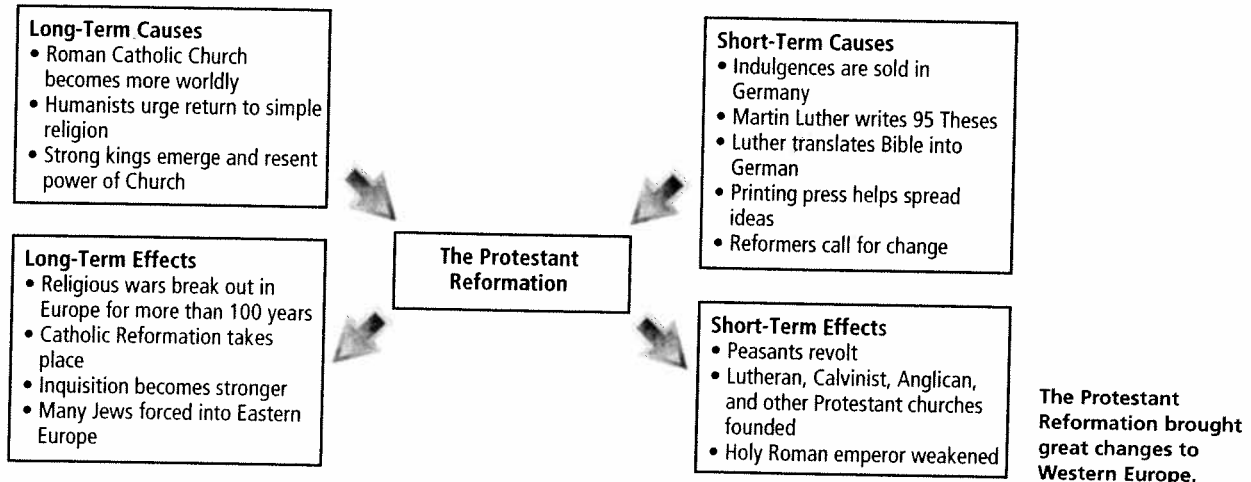 Long-Term Causes
• Roman Catholic Church
becomes more worldly
• Humanists urge return to simple
religion
• Strong kings emerge and resent
power of Church
Short-Term Causes
• Indulgences are sold in
Germany
• Martin Luther writes 95 Theses
• Luther translates Bible into
German
• Printing press helps spread
ideas
• Reformers call for change
The Protestant
Reformation
Long-Term Effects
• Religious wars break out in
Europe for more than 100 years
• Catholic Reformation takes
place
• Inquisition becomes stronger
• Many Jews forced into Eastern
Europe
Short-Term Effects
• Peasants revolt
• Lutheran, Calvinist, Anglican,
and other Protestant churches
founded
• Holy Roman emperor weakened
The Protestant
Reformation brought
great changes to
Western Europe.